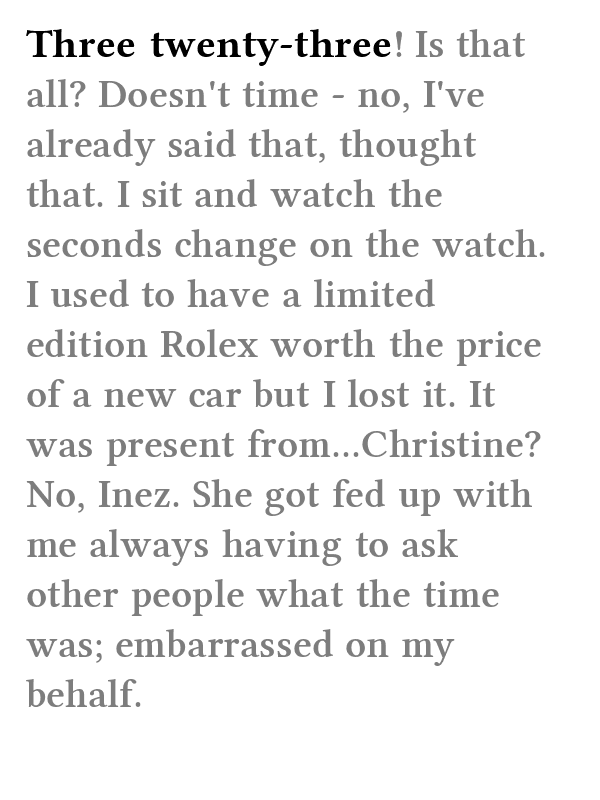 Three twenty-three! Is that
all? Doesn't time - no, I've
already said that, thought
that. I sit and watch the
seconds change on the watch.
I used to have a limited
edition Rolex worth the price
of a new car but I lost it. It
was present from...Christine?
No, Inez. She got fed up with
me always having to ask
other people what the time
was; embarrassed on my
behalf.